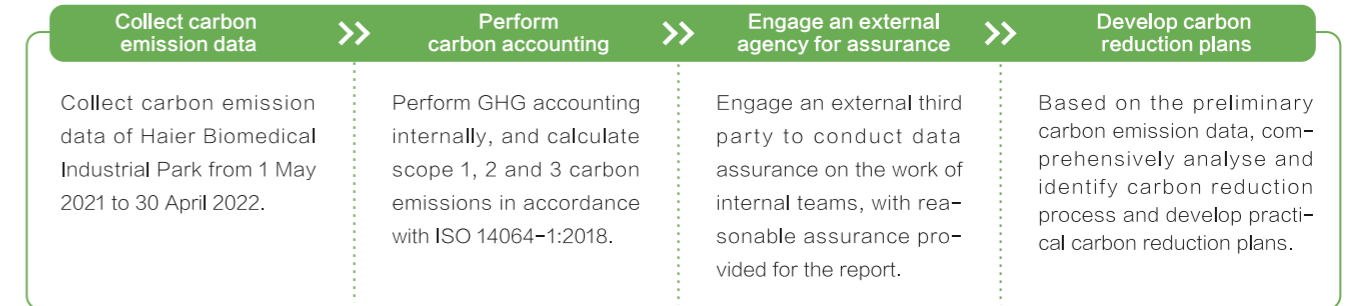 Collect carbon
emission data
Perform
carbon accounting
Engage an external
agency for assurance
Develop carbon
reduction plans
Collect carbon emission
data of Haier Biomedical
Industrial Park from 1 May
2021 to 30 April 2022.
Perform GHG accounting
internally, and calculate
scope 1, 2 and 3 carbon
emissions in accordance
with ISO 14064-1:2018.
Engage an external third
party to conduct data
assurance on the work of
internal teams, with rea-
sonable assurance pro-
vided for the report.
Based on the preliminary
carbon emission data, com-
prehensively analyse and
identify carbon reduction
process and develop practi-
cal carbon reduction plans.